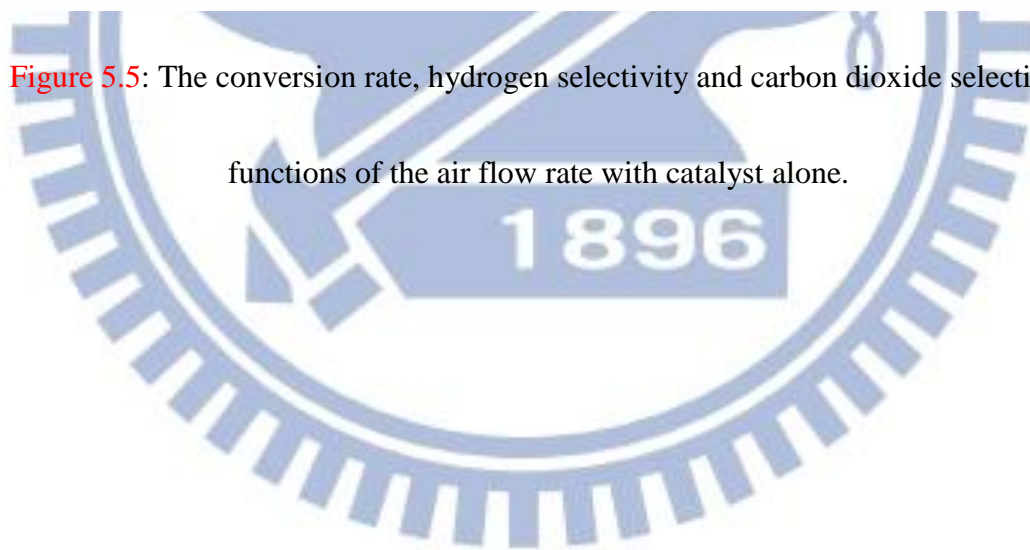 Figure 5.5: The conversion rate, hydrogen selectivity and carbon dioxide
functions of the air flow rate with catalyst alone.
1896